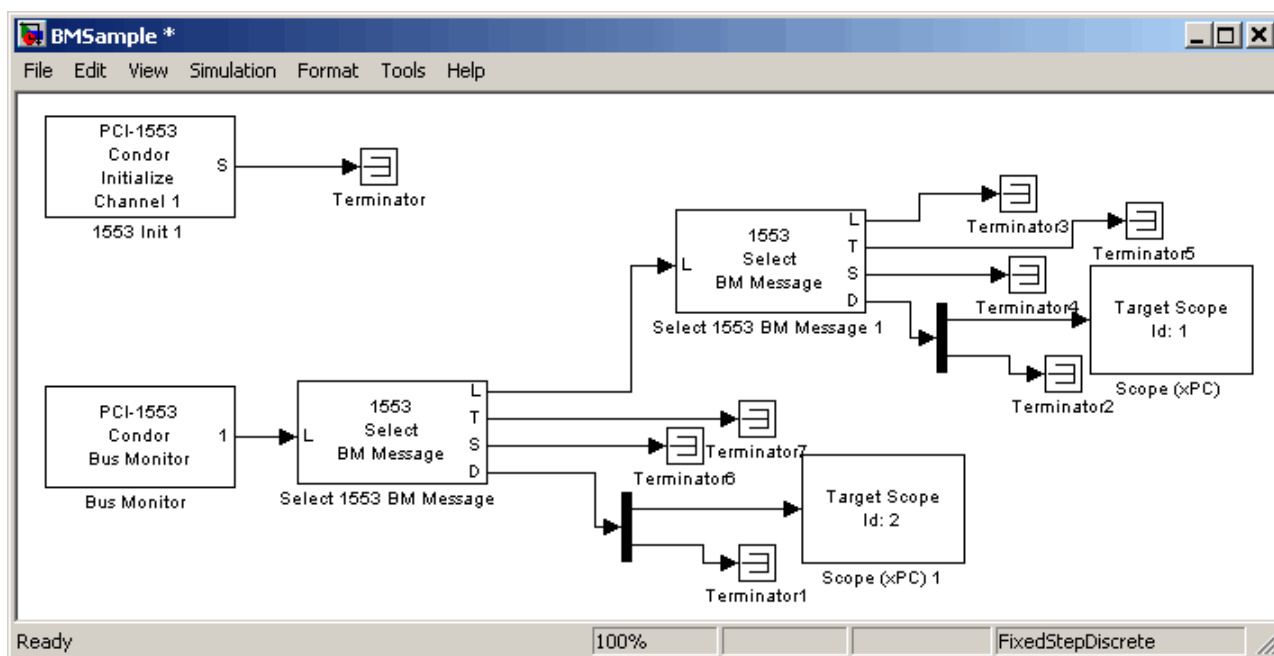 BMSample *
File Edit View Simulation Format Tools Help
PCI-1553
Condor
Initialize
Channel 1
S
1553 Init 1
Terminator
L
1553
Select
BM Message
L
T
S
D
Select 1553 BM Message 1
Terminator3
Terminator5
Terminator4
Target Scope
Id: 1
Scope (xPC)
Terminator2
PCI-1553
Condor
Bus Monitor
1
Bus Monitor
L
1553
Select
BM Message
L
T
S
D
Select 1553 BM Message
Terminator7
Terminator6
Target Scope
Id: 2
Scope (xPC) 1
Terminator1
Ready 100% FixedStepDiscrete